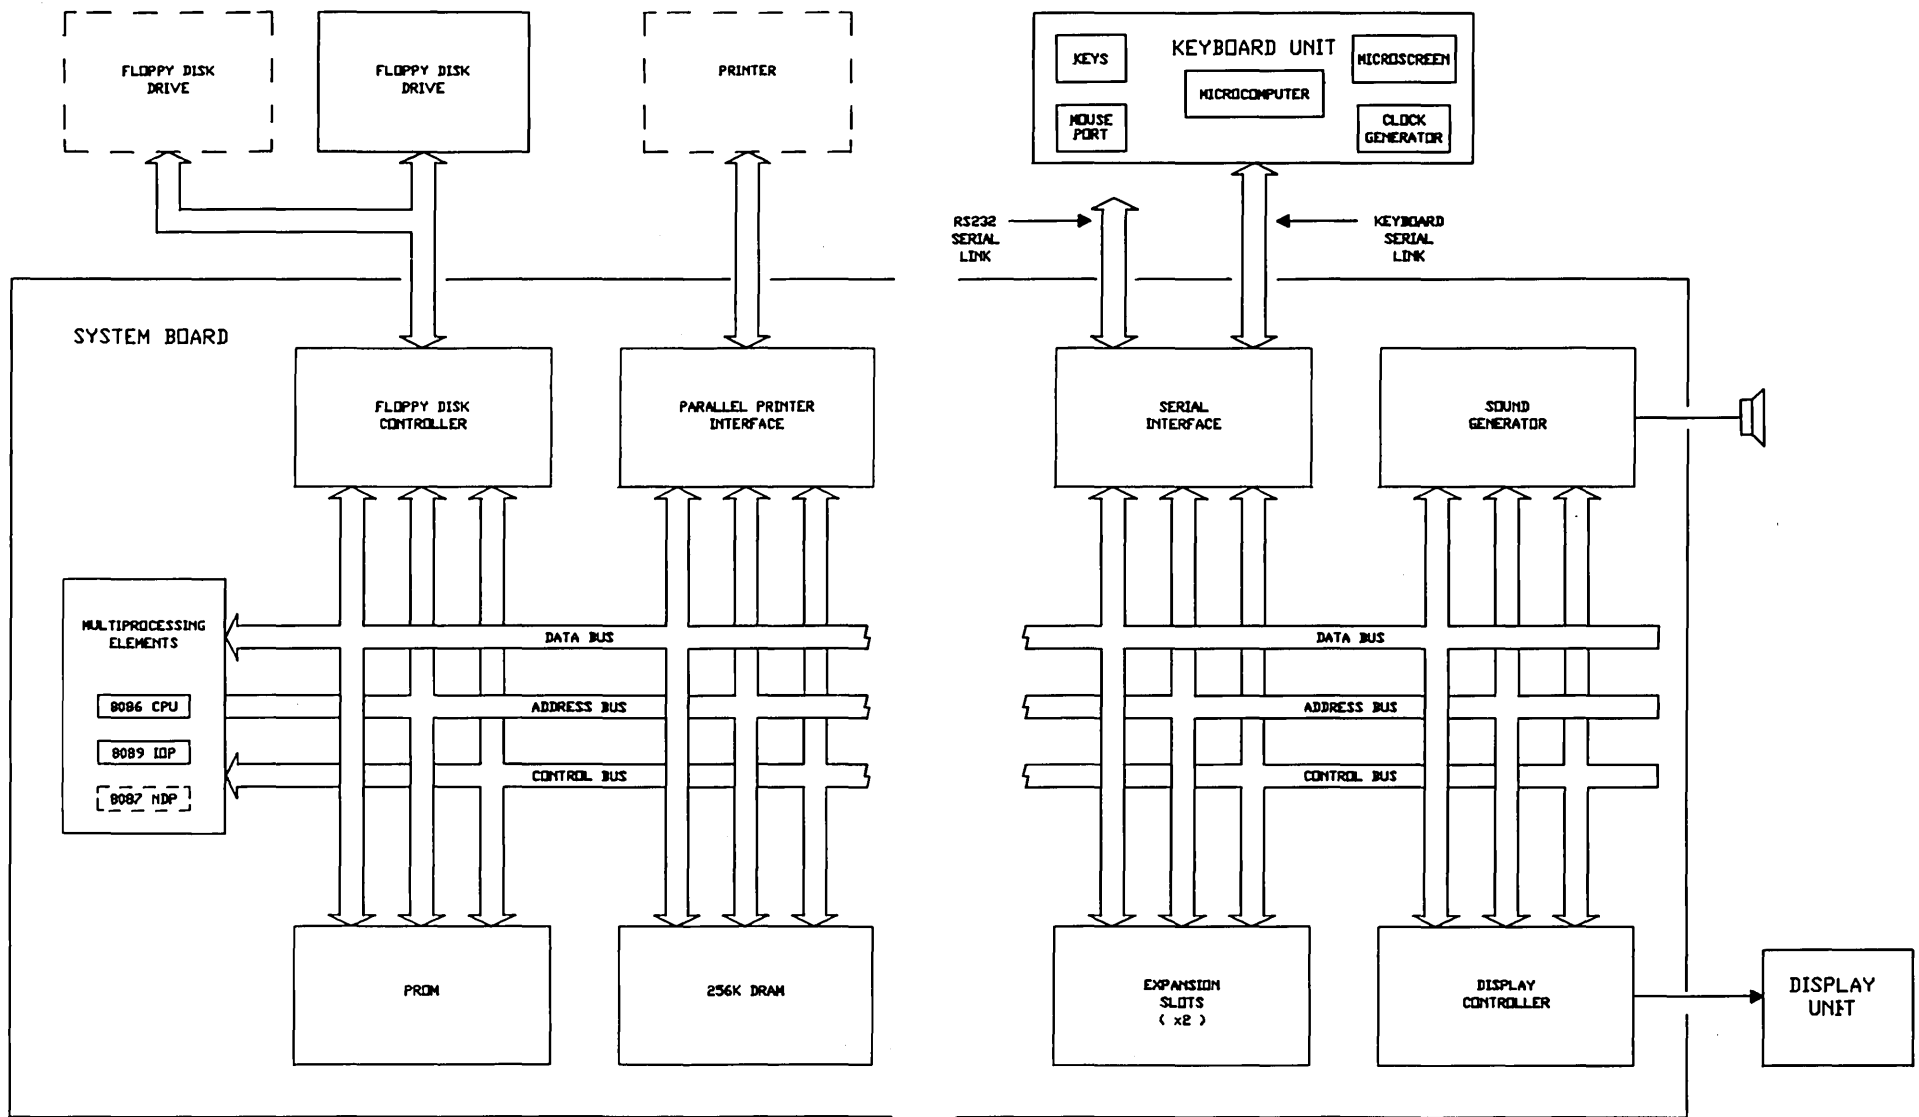 FLOPPY DISK
DRIVE
FLOPPY DISK
DRIVE
PRINTER
KEYBOARD UNIT
KEYS
MICROSCREEN
MICROCOMPUTER
MOUSE
PORT
CLOCK
GENERATOR
RS232
SERIAL
LINK
KEYBOARD
SERIAL
LINK
SYSTEM BOARD
FLOPPY DISK
CONTROLLER
PARALLEL PRINTER
INTERFACE
SERIAL
INTERFACE
SOUND
GENERATOR
MULTIPROCESSING
ELEMENTS
8086 CPU
8089 IOP
8087 NDP
DATA BUS
DATA BUS
ADDRESS BUS
ADDRESS BUS
CONTROL BUS
CONTROL BUS
PROM
256K DRAM
EXPANSION
SLOTS
( x2 )
DISPLAY
CONTROLLER
DISPLAY
UNIT